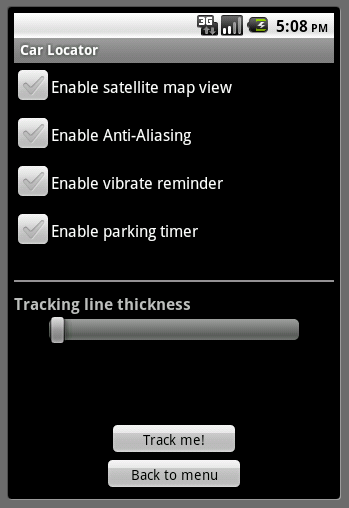 3G 5:08 PM
Car Locator
Enable satellite map view
Enable Anti-Aliasing
Enable vibrate reminder
Enable parking timer
Tracking line thickness
Track me!
Back to menu